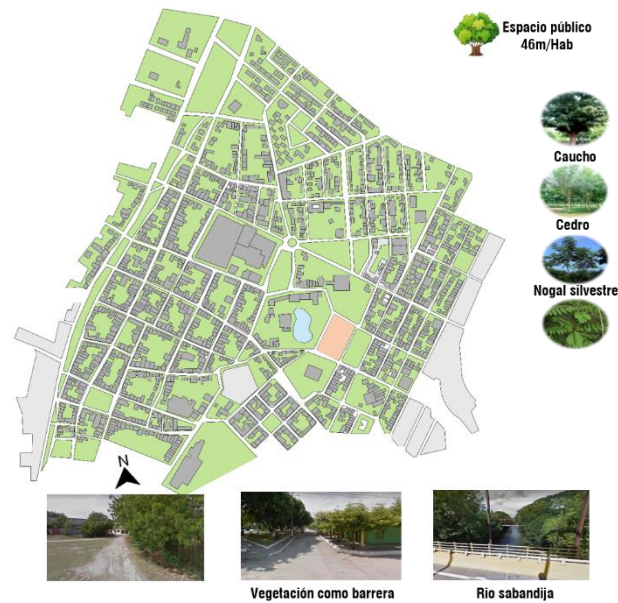 Espacio público
46m/Hab
Caucho
Cedro
Nogal silvestre
N
Vegetación como barrera
Rio sabandija